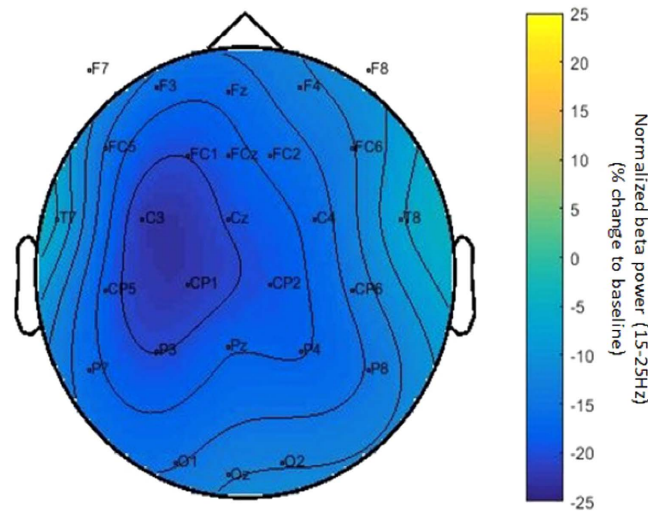 F7
F8
F3
Fz
F4
FC5
FC1
FCz
FC2
FC6
T7
C3
Cz
C4
T8
CP5
CP1
CP2
CP6
P7
P3
Pz
P4
P8
O1
Oz
O2
25
20
15
10
5
0
-5
-10
-15
-20
-25
Normalized beta power (15-25Hz)
(% change to baseline)